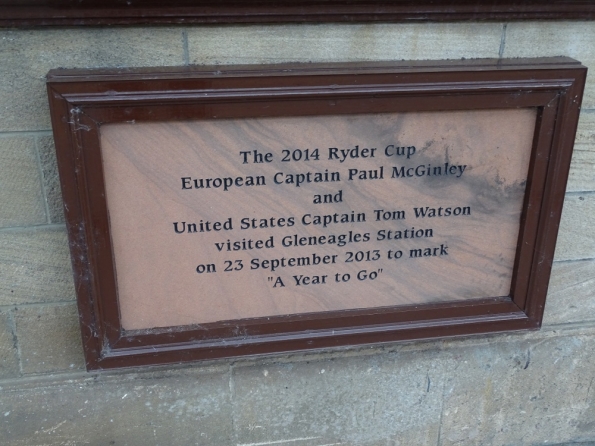 The 2014 Ryder Cup
European Captain Paul McGinley
and
United States Captain Tom Watson
visited Gleneagles Station
on 23 September 2013 to mark
"A Year to Go"